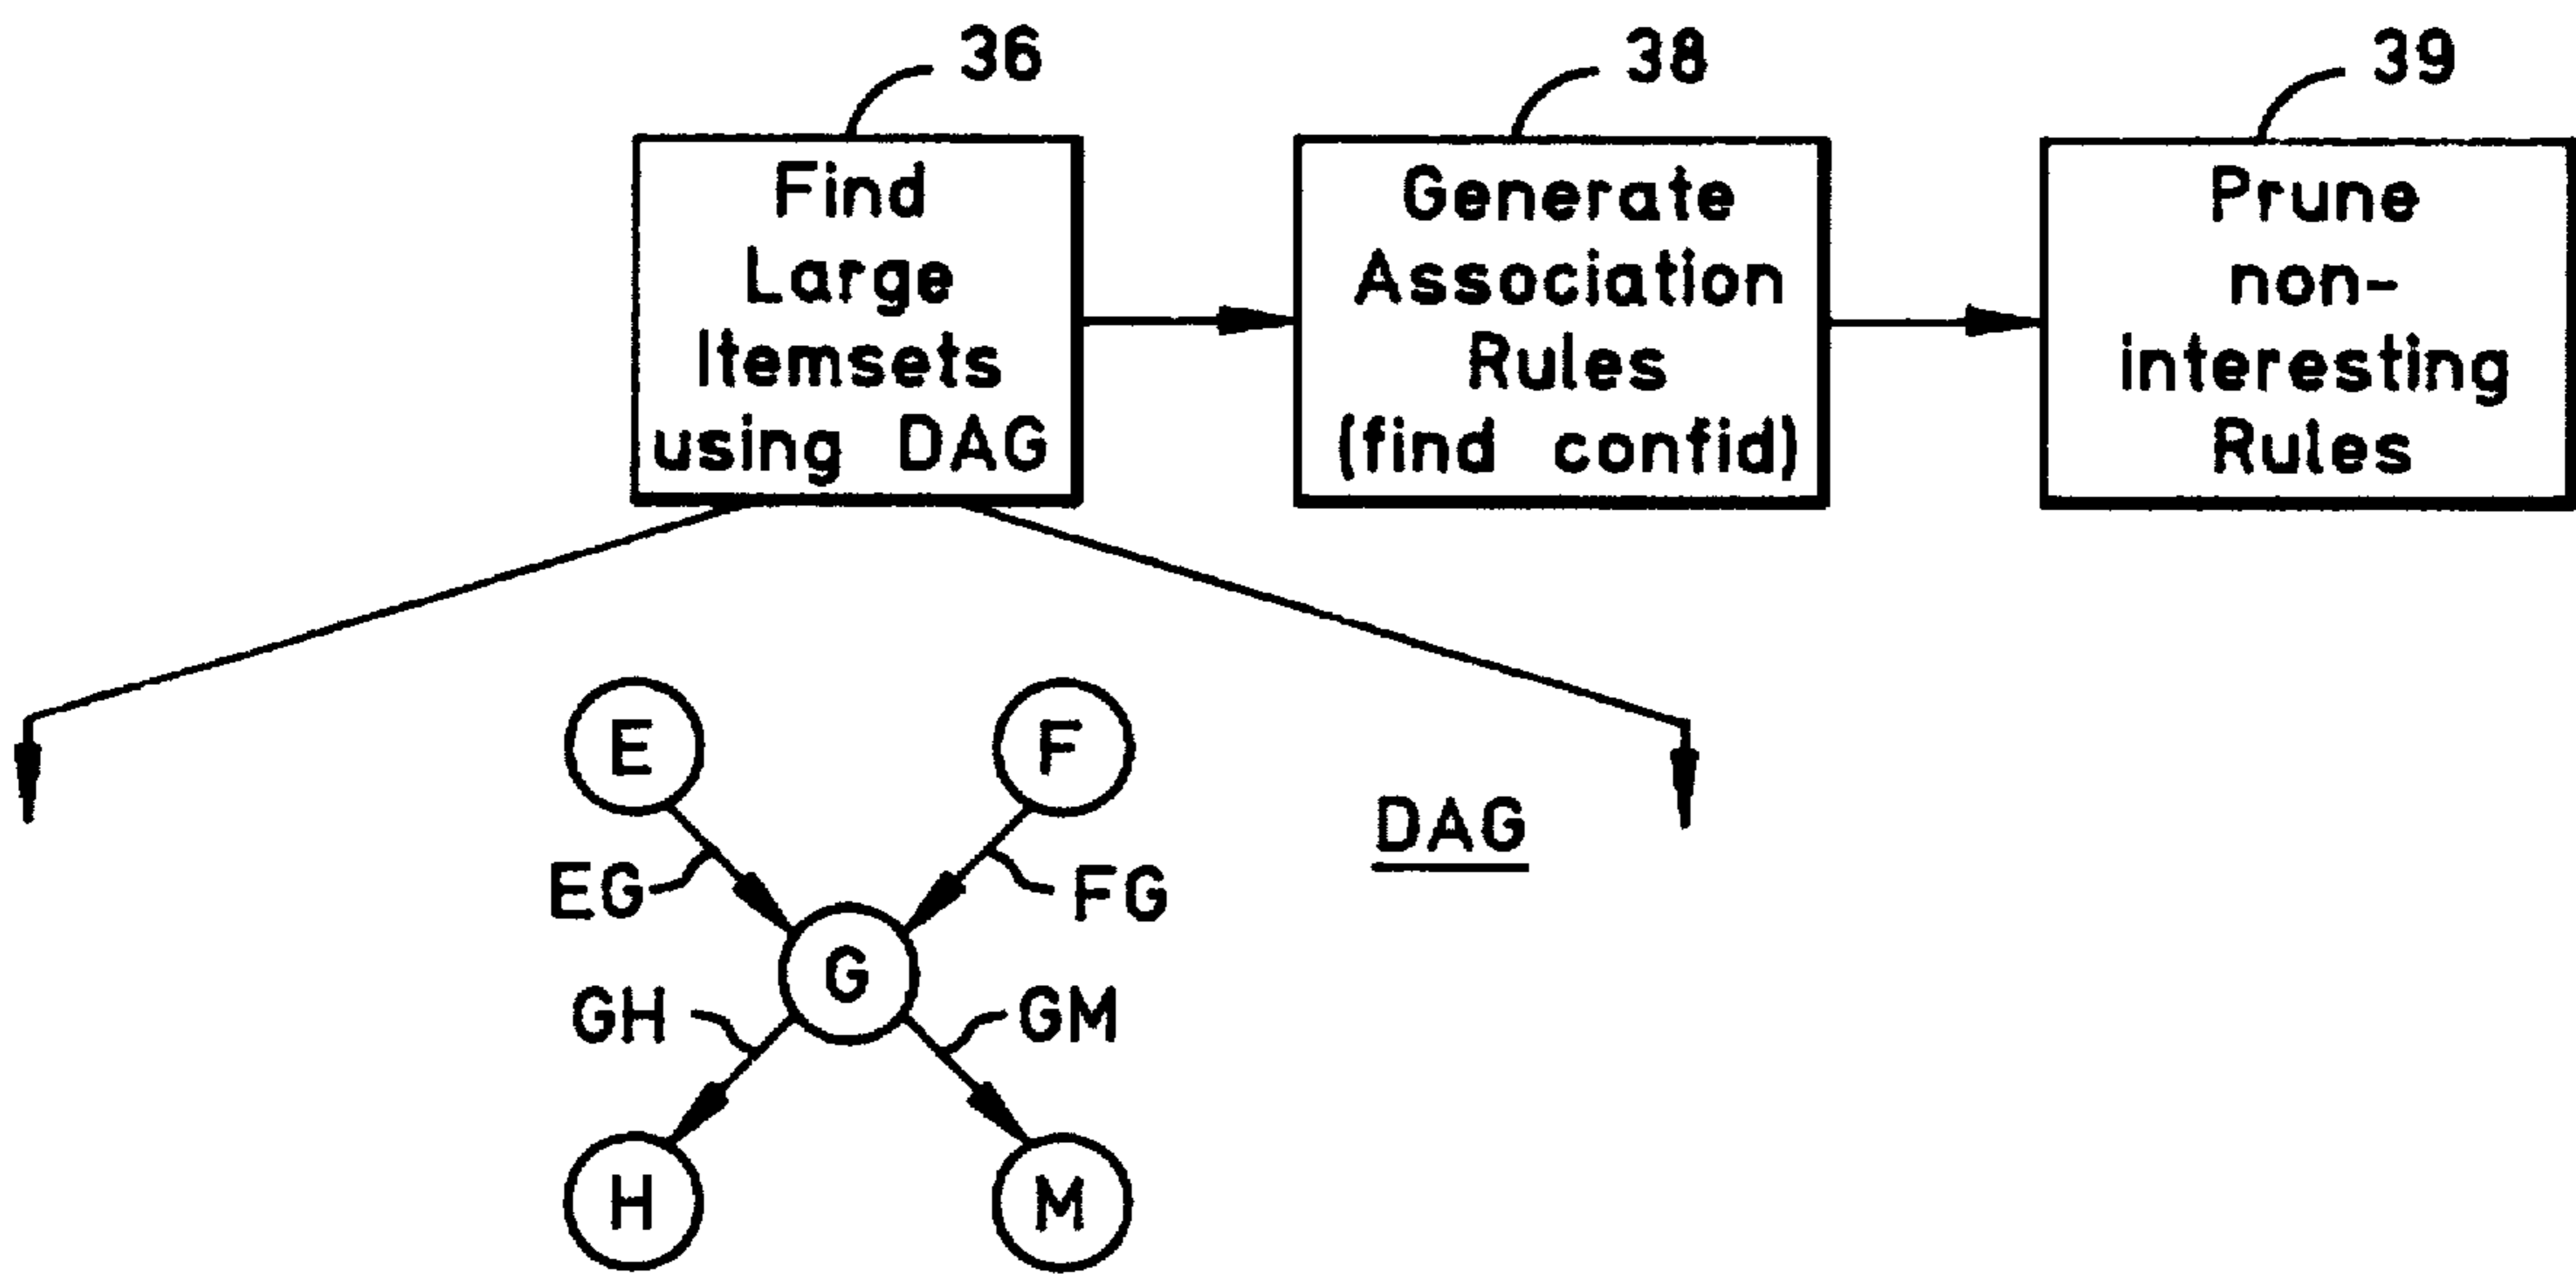 36
38
39
Find
Large
Itemsets
using DAG
Generate
Association
Rules
(find confid)
Prune
non-
interesting
Rules
E
F
DAG
EG
FG
G
GH
GM
H
M